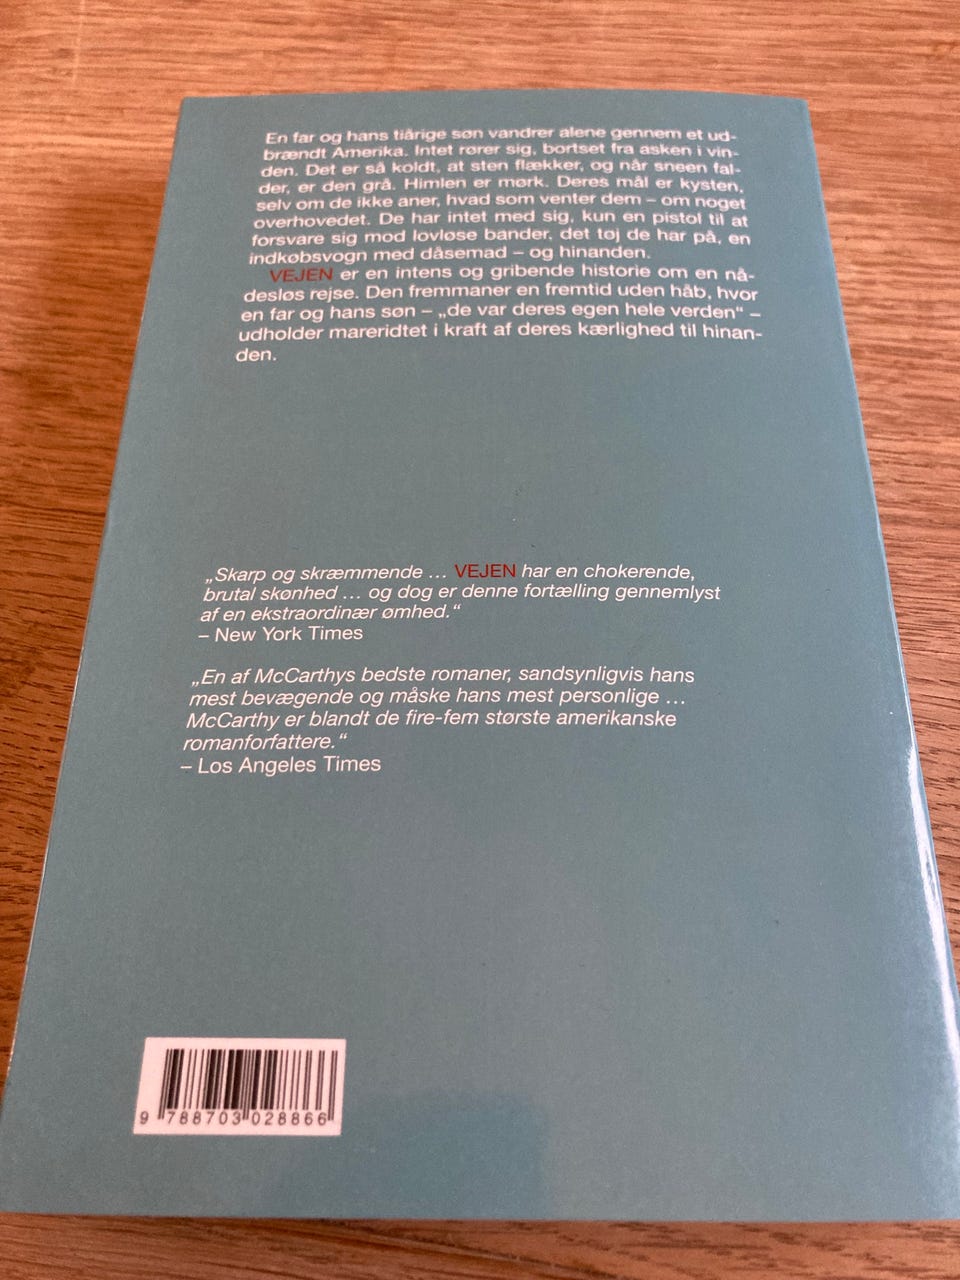 En far og hans tiårige søn vandrer alene gennem et ud-
brændt Amerika. Intet rører sig, bortset fra asken i vin-
den. Det er så koldt, at sten flækker, og når sneen fal-
der, er den grå. Himlen er mørk. Deres mål er kysten,
selv om de ikke aner, hvad som venter dem – om noget
overhovedet. De har intet med sig, kun en pistol til at
forsvare sig mod lovløse bander, det tøj de har på, en
indkøbsvogn med dåsemad – og hinanden.
VEJEN er en intens og gribende historie om en nå-
desløs rejse. Den fremmaner en fremtid uden håb, hvor
en far og hans søn – „de var deres egen hele verden“ –
udholder mareridtet i kraft af deres kærlighed til hinan-
den.
„Skarp og skræmmende … VEJEN har en chokerende,
brutal skønhed … og dog er denne fortælling gennemlyst
af en ekstraordinær ømhed.“
– New York Times
„En af McCarthys bedste romaner, sandsynligvis hans
mest bevægende og måske hans mest personlige …
McCarthy er blandt de fire-fem største amerikanske
romanforfattere.“
– Los Angeles Times
9 788703 028866